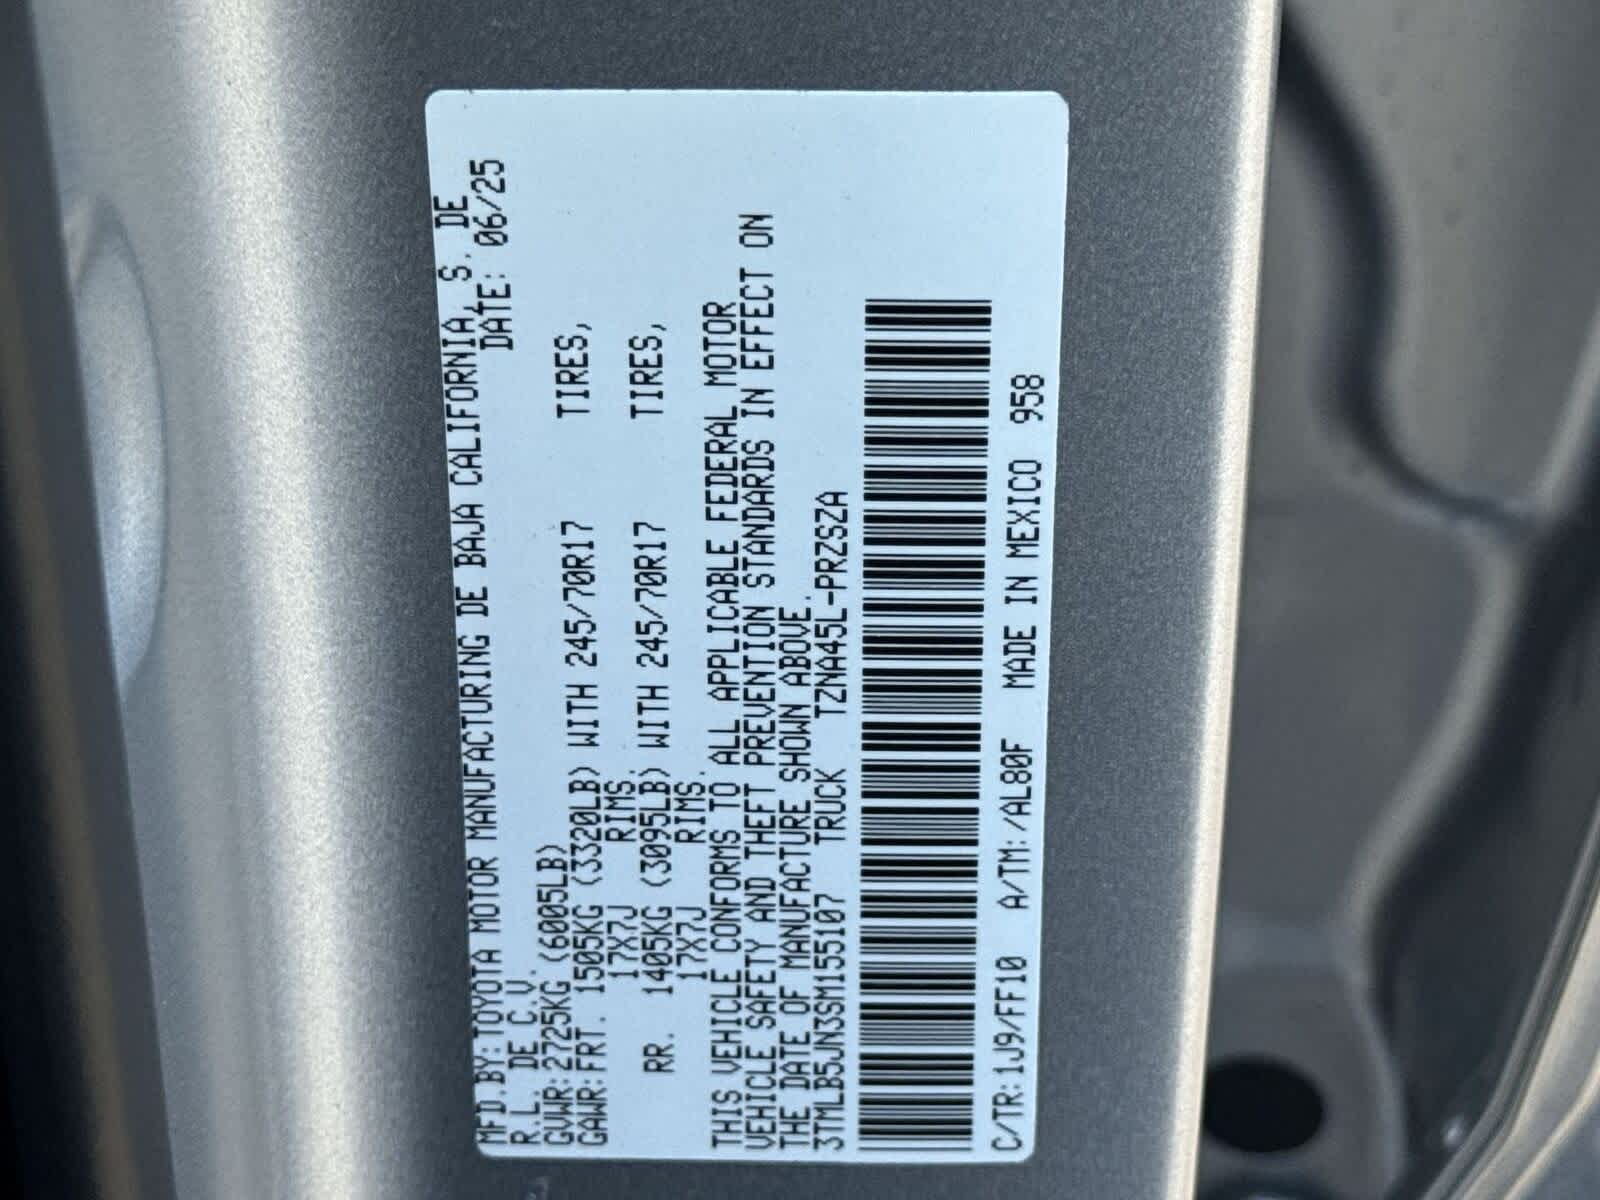 MFD.BY:TOYOTA MOTOR MANUFACTURING DE BAJA CALIFORNIA, S. DE
R.L. DE C.V. DATE: 06/25
GVWR:2725KG (6005LB)
GAWR:FRT. 1505KG (3320LB) WITH 245/70R17 TIRES,
17X7J RIMS.
RR. 1405KG (3095LB) WITH 245/70R17 TIRES,
17X7J RIMS.
THIS VEHICLE CONFORMS TO ALL APPLICABLE FEDERAL MOTOR
VEHICLE SAFETY AND THEFT PREVENTION STANDARDS IN EFFECT ON
THE DATE OF MANUFACTURE SHOWN ABOVE.
3TMLB5JN3SM155107 TRUCK TZNA45L-PRZSZA
C/TR:1J9/FF10 A/TM:/AL80F MADE IN MEXICO 958